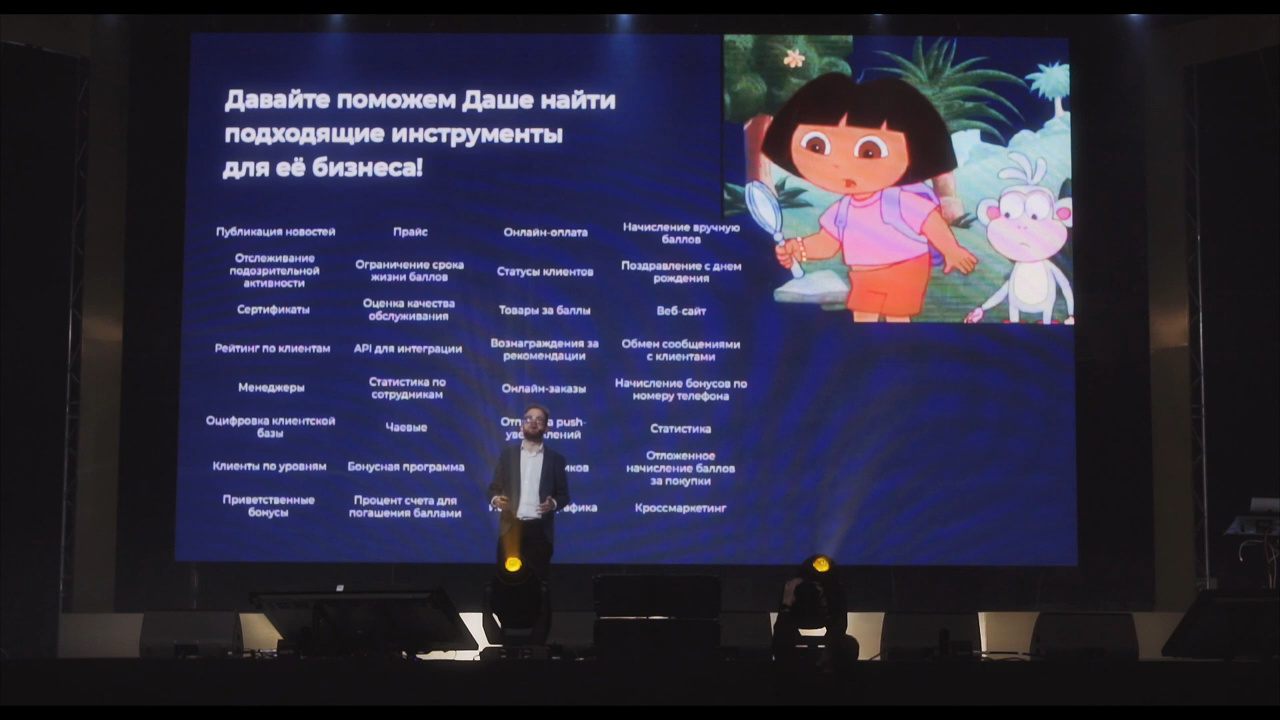 Давайте поможем Даше найти
подходящие инструменты
для её бизнеса!
Публикация новостей
Прайс
Онлайн-оплата
Начисление вручную
баллов
Отслеживание
подозрительной
активности
Ограничение срока
жизни баллов
Статусы клиентов
Поздравление с днем
рождения
Сертификаты
Оценка качества
обслуживания
Товары за баллы
Веб-сайт
Рейтинг по клиентам
API для интеграции
Вознаграждения за
рекомендации
Обмен сообщениями
с клиентами
Менеджеры
Статистика по
сотрудникам
Онлайн-заказы
Начисление бонусов по
номеру телефона
Оцифровка клиентской
базы
Чаевые
push-
Статистика
Клиенты по уровням
Бонусная программа
Отложенное
начисление баллов
за покупки
Приветственные
бонусы
Процент счета для
погашения баллами
Кроссмаркетинг